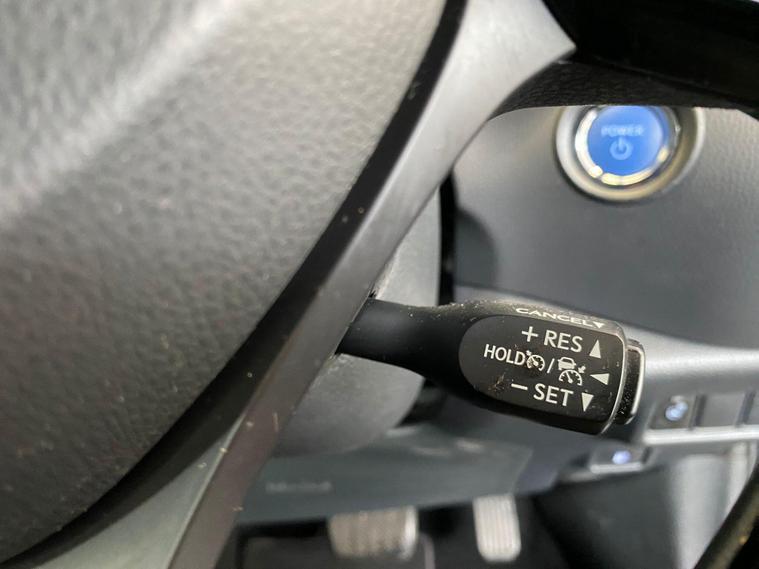 POWER
CANCEL▼
+ RES ▲
HOLD / ◀
− SET ▼